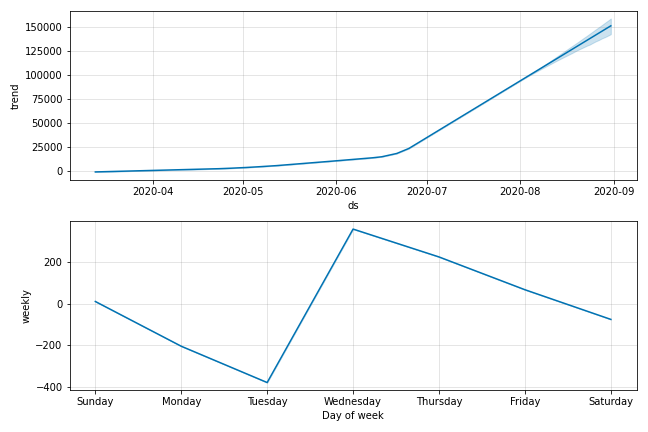 150000
125000
100000
75000
50000
25000
0
trend
2020-04 2020-05 2020-06 2020-07 2020-08 2020-09
ds
200
0
−200
−400
weekly
Sunday Monday Tuesday Wednesday Thursday Friday Saturday
Day of week